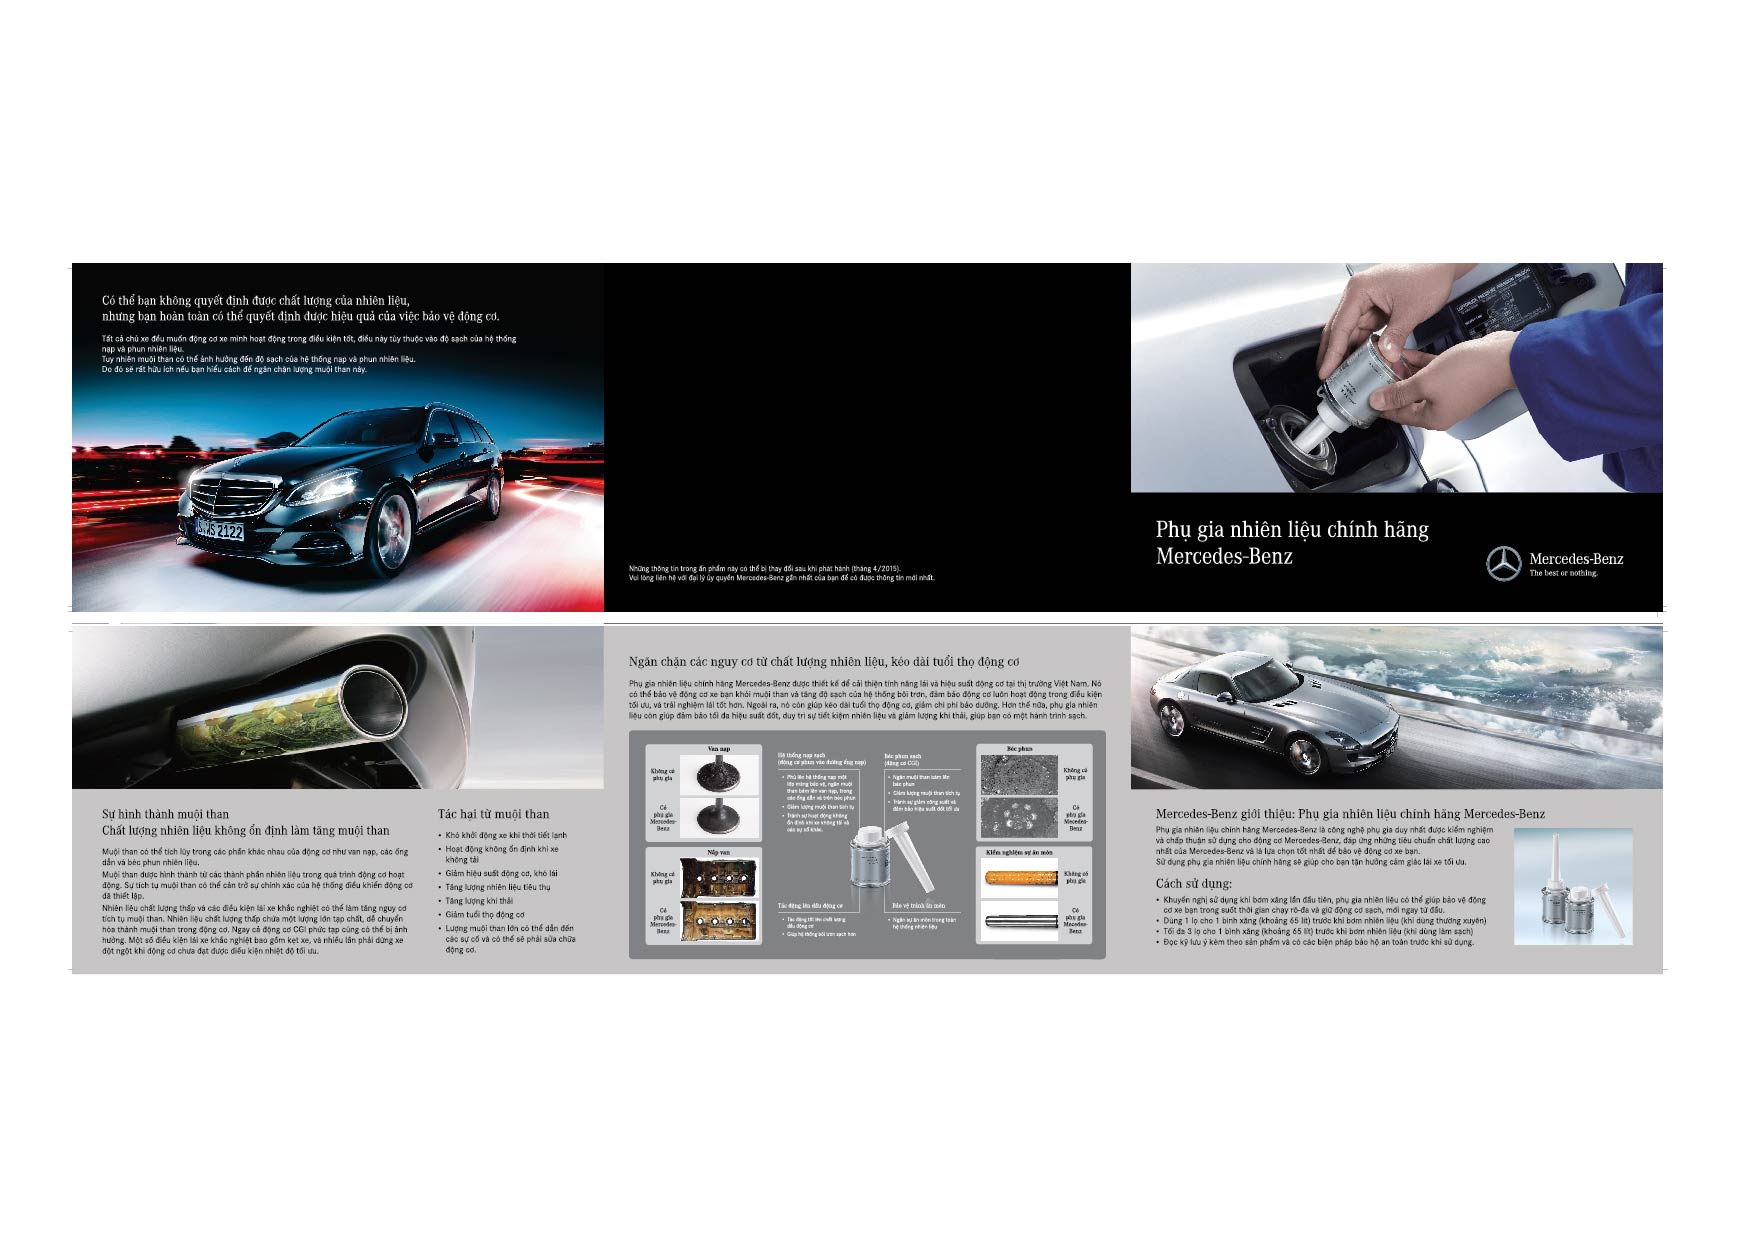 Có thể bạn không quyết định được chất lượng của nhiên liệu,
nhưng bạn hoàn toàn có thể quyết định được hiệu quả của việc bảo vệ động cơ.
Tất cả chủ xe đều muốn động cơ xe mình hoạt động trong điều kiện tốt, điều này tùy thuộc vào độ sạch của hệ thống
nạp và phun nhiên liệu.
Tuy nhiên muội than có thể ảnh hưởng đến độ sạch của hệ thống nạp và phun nhiên liệu.
Do đó sẽ rất hữu ích nếu bạn hiểu cách để ngăn chặn lượng muội than này.
2122
Những thông tin trong ấn phẩm này có thể bị thay đổi sau khi phát hành (tháng 4/2015).
Vui lòng liên hệ với đại lý ủy quyền Mercedes-Benz gần nhất của bạn để có được thông tin mới nhất.
Phụ gia nhiên liệu chính hãng
Mercedes-Benz
Mercedes-Benz
The best or nothing.
Sự hình thành muội than
Chất lượng nhiên liệu không ổn định làm tăng muội than
Muội than có thể tích lũy trong các phần khác nhau của động cơ như van nạp, các ống
dẫn và béc phun nhiên liệu.
Muội than được hình thành từ các thành phần nhiên liệu trong quá trình động cơ hoạt
động. Sự tích tụ muội than có thể cản trở sự chính xác của hệ thống điều khiển động cơ
đã thiết lập.
Nhiên liệu chất lượng thấp và các điều kiện lái xe khắc nghiệt có thể làm tăng nguy cơ
tích tụ muội than. Nhiên liệu chất lượng thấp chứa một lượng lớn tạp chất, dễ chuyển
hóa thành muội than trong động cơ. Ngay cả động cơ CGI phức tạp cũng có thể bị ảnh
hưởng. Một số điều kiện lái xe khắc nghiệt bao gồm kẹt xe, và nhiều lần phải dừng xe
đột ngột khi động cơ chưa đạt được điều kiện nhiệt độ tối ưu.
Tác hại từ muội than
• Khó khởi động xe khi thời tiết lạnh
• Hoạt động không ổn định khi xe
không tải
• Giảm hiệu suất động cơ, khó lái
• Tăng lượng nhiên liệu tiêu thụ
• Tăng lượng khí thải
• Giảm tuổi thọ động cơ
• Lượng muội than lớn có thể dẫn đến
các sự cố và có thể sẽ phải sửa chữa
động cơ.
Ngăn chặn các nguy cơ từ chất lượng nhiên liệu, kéo dài tuổi thọ động cơ
Phụ gia nhiên liệu chính hãng Mercedes-Benz được thiết kế để cải thiện tính năng lái và hiệu suất động cơ tại thị trường Việt Nam. Nó
có thể bảo vệ động cơ xe bạn khỏi muội than và tăng độ sạch của hệ thống bôi trơn, đảm bảo động cơ luôn hoạt động trong điều kiện
tối ưu, và trải nghiệm lái tốt hơn. Ngoài ra, nó còn giúp kéo dài tuổi thọ động cơ, giảm chi phí bảo dưỡng. Hơn thế nữa, phụ gia nhiên
liệu còn giúp đảm bảo tối đa hiệu suất đốt, duy trì sự tiết kiệm nhiên liệu và giảm lượng khí thải, giúp bạn có một hành trình sạch.
Van nạp
Không có
phụ gia
Có
phụ gia
Mercedes-
Benz
Nắp van
Không có
phụ gia
Có
phụ gia
Mercedes-
Benz
Hệ thống nạp sạch
(động cơ phun vào đường ống nạp)
• Phủ lên hệ thống nạp một
lớp màng bảo vệ, ngăn muội
than bám lên van nạp, trong
các ống dẫn và trên béc phun
• Giảm lượng muội than tích tụ
• Tránh sự hoạt động không
ổn định khi xe không tải và
các sự cố khác.
Béc phun sạch
(động cơ CGI)
• Ngăn muội than bám lên
béc phun
• Giảm lượng muội than tích tụ
• Tránh sự giảm công suất và
đảm bảo hiệu suất đốt tối ưu
Tác động lên dầu động cơ
• Tác động tốt lên chất lượng
dầu động cơ
• Giúp hệ thống bôi trơn sạch hơn
Bảo vệ tránh ăn mòn
• Ngăn sự ăn mòn trong toàn
hệ thống nhiên liệu
Béc phun
Không có
phụ gia
Có
phụ gia
Mercedes-
Benz
Kiểm nghiệm sự ăn mòn
Không có
phụ gia
Có
phụ gia
Mercedes-
Benz
Mercedes-Benz giới thiệu: Phụ gia nhiên liệu chính hãng Mercedes-Benz
Phụ gia nhiên liệu chính hãng Mercedes-Benz là công nghệ phụ gia duy nhất được kiểm nghiệm
và chấp thuận sử dụng cho động cơ Mercedes-Benz, đáp ứng những tiêu chuẩn chất lượng cao
nhất của Mercedes-Benz và là lựa chọn tốt nhất để bảo vệ động cơ xe bạn.
Sử dụng phụ gia nhiên liệu chính hãng sẽ giúp cho bạn tận hưởng cảm giác lái xe tối ưu.
Cách sử dụng:
• Khuyến nghị sử dụng khi bơm xăng lần đầu tiên, phụ gia nhiên liệu có thể giúp bảo vệ động
cơ xe bạn trong suốt thời gian chạy rô-đa và giữ động cơ sạch, mới ngay từ đầu.
• Dùng 1 lọ cho 1 bình xăng (khoảng 65 lít) trước khi bơm nhiên liệu (khi dùng thường xuyên)
• Tối đa 3 lọ cho 1 bình xăng (khoảng 65 lít) trước khi bơm nhiên liệu (khi dùng làm sạch)
• Đọc kỹ lưu ý kèm theo sản phẩm và có các biện pháp bảo hộ an toàn trước khi sử dụng.